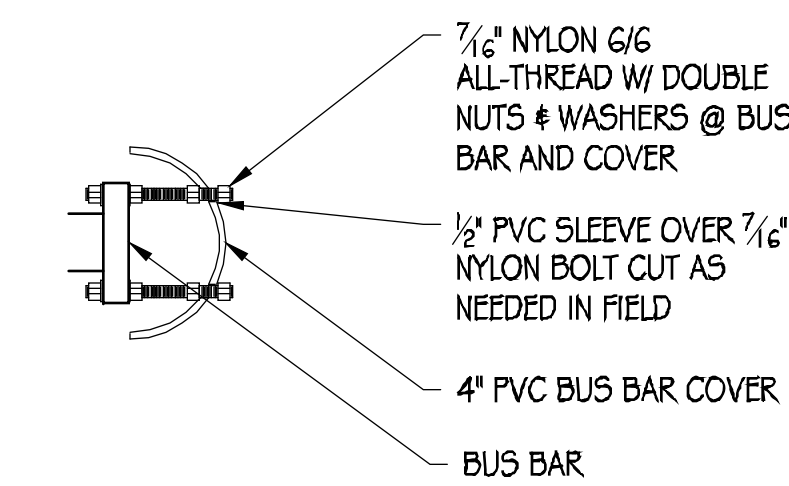 7/16" NYLON 6/6
ALL-THREAD W/ DOUBLE
NUTS & WASHERS @ BUS
BAR AND COVER
1/2" PVC SLEEVE OVER 7/16"
NYLON BOLT CUT AS
NEEDED IN FIELD
4" PVC BUS BAR COVER
BUS BAR